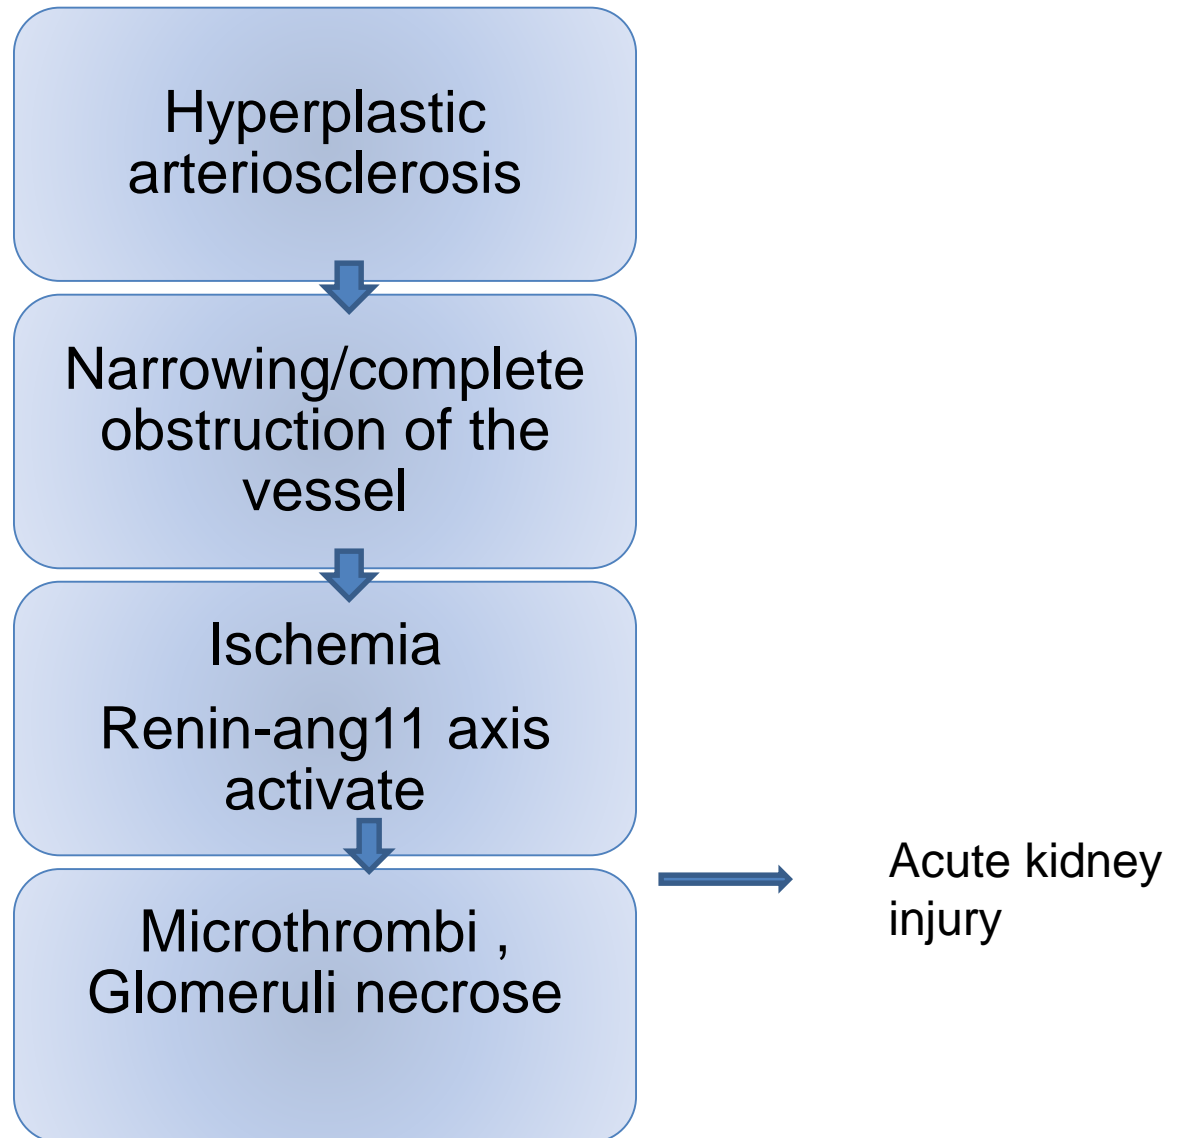 Hyperplastic
arteriosclerosis
Narrowing/complete
obstruction of the
vessel
Ischemia
Renin-ang11 axis
activate
Microthrombi ,
Glomeruli necrose
Acute kidney
injury